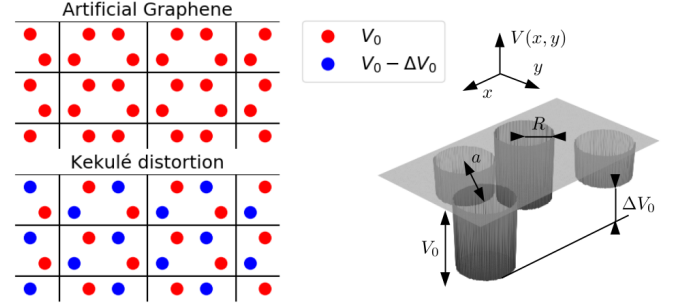 Artificial Graphene
V₀
V₀ − ΔV₀
Kekulé distortion
V(x, y)
y
x
R
a
ΔV₀
V₀